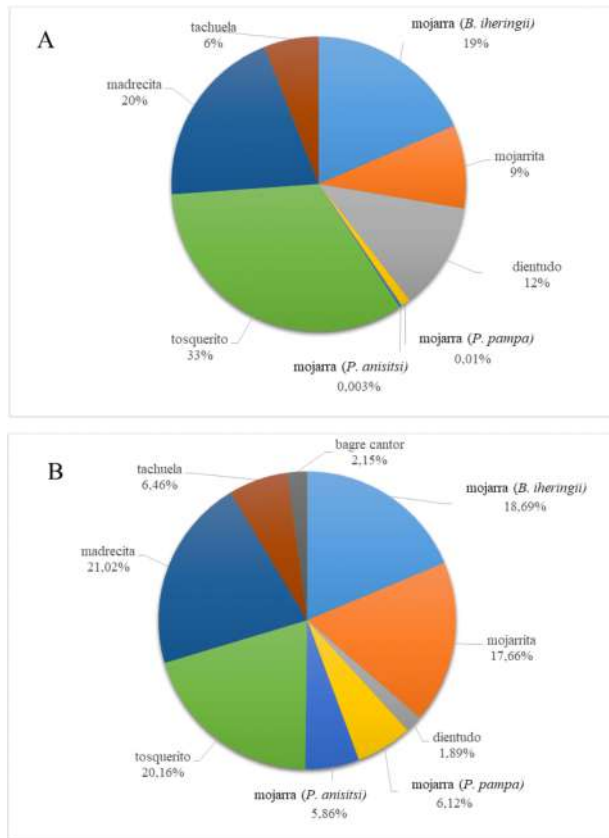 A
tachuela
6%
mojarra (B. iheringii)
19%
madrecita
20%
mojarrita
9%
dientudo
12%
mojarra (P. pampa)
0,01%
mojarra (P. anisitsi)
0,003%
tosquerito
33%
B
bagre cantor
2,15%
tachuela
6,46%
mojarra (B. iheringii)
18,69%
madrecita
21,02%
mojarrita
17,66%
dientudo
1,89%
mojarra (P. pampa)
6,12%
mojarra (P. anisitsi)
5,86%
tosquerito
20,16%